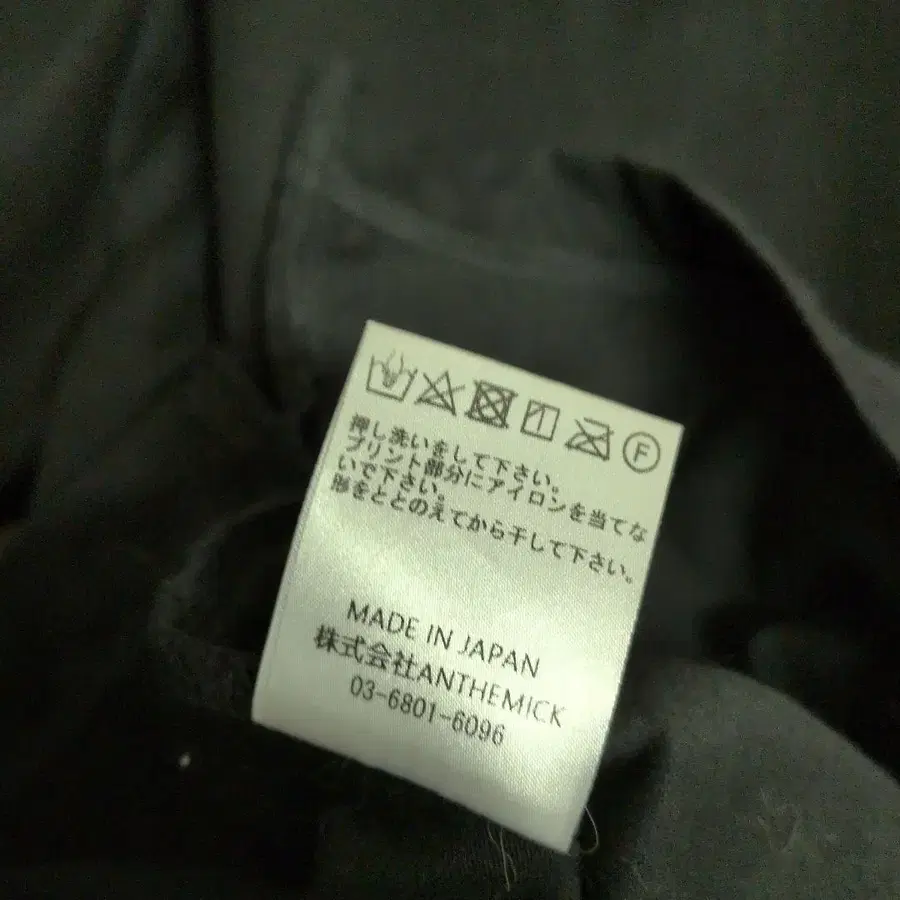 F
押し洗いをして下さい。
プリント部分にアイロンを当てな
いで下さい。
形をととのえてから干して下さい。
MADE IN JAPAN
株式会社ANTHEMICK
03-6801-6096